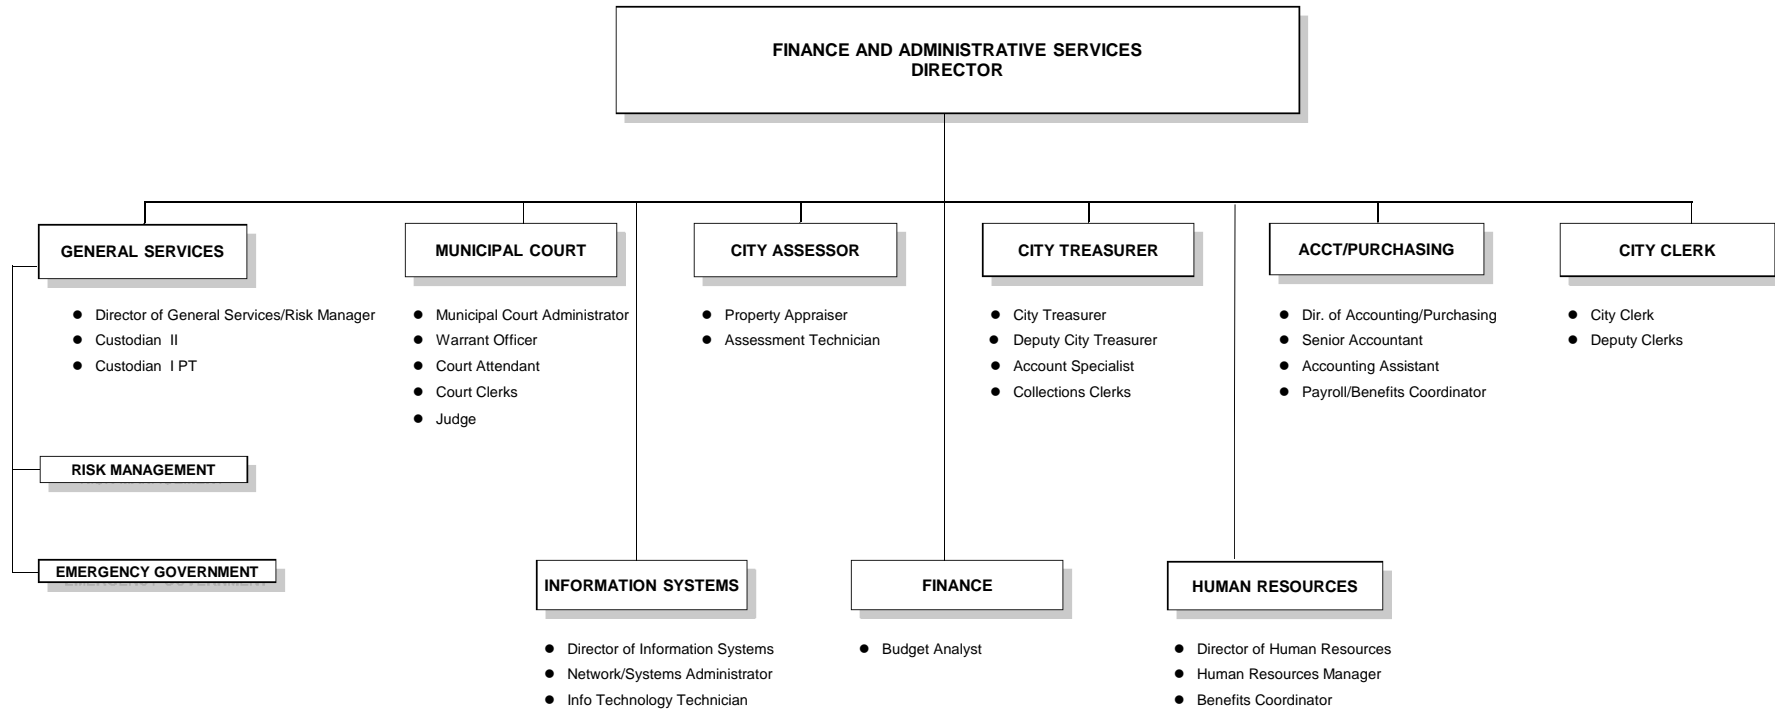 FINANCE AND ADMINISTRATIVE SERVICES
DIRECTOR
GENERAL SERVICES
Director of General Services/Risk Manager
Custodian II
Custodian I PT
RISK MANAGEMENT
EMERGENCY GOVERNMENT
MUNICIPAL COURT
Municipal Court Administrator
Warrant Officer
Court Attendant
Court Clerks
Judge
CITY ASSESSOR
Property Appraiser
Assessment Technician
CITY TREASURER
City Treasurer
Deputy City Treasurer
Account Specialist
Collections Clerks
ACCT/PURCHASING
Dir. of Accounting/Purchasing
Senior Accountant
Accounting Assistant
Payroll/Benefits Coordinator
CITY CLERK
City Clerk
Deputy Clerks
INFORMATION SYSTEMS
Director of Information Systems
Network/Systems Administrator
Info Technology Technician
FINANCE
Budget Analyst
HUMAN RESOURCES
Director of Human Resources
Human Resources Manager
Benefits Coordinator